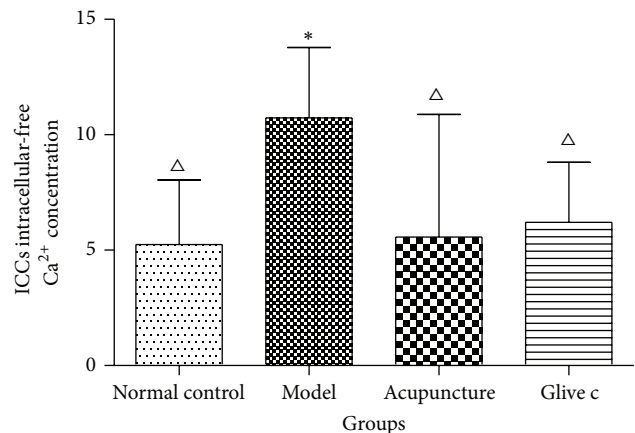 15
10
5
0
ICCs intracellular-free
Ca²⁺ concentration
△
*
△
△
Normal control Model Acupuncture Glive c
Groups